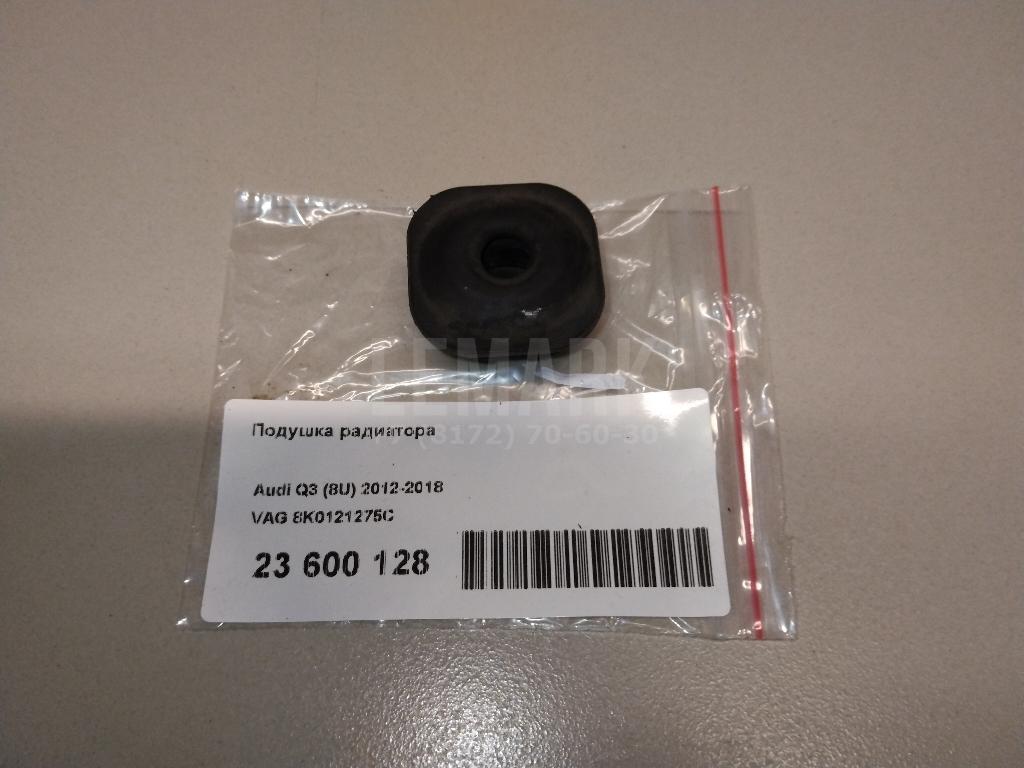 LEMARK
(8172) 70-60-30
Подушка радиатора
Audi Q3 (8U) 2012-2018
VAG 8K0121275C
23 600 128